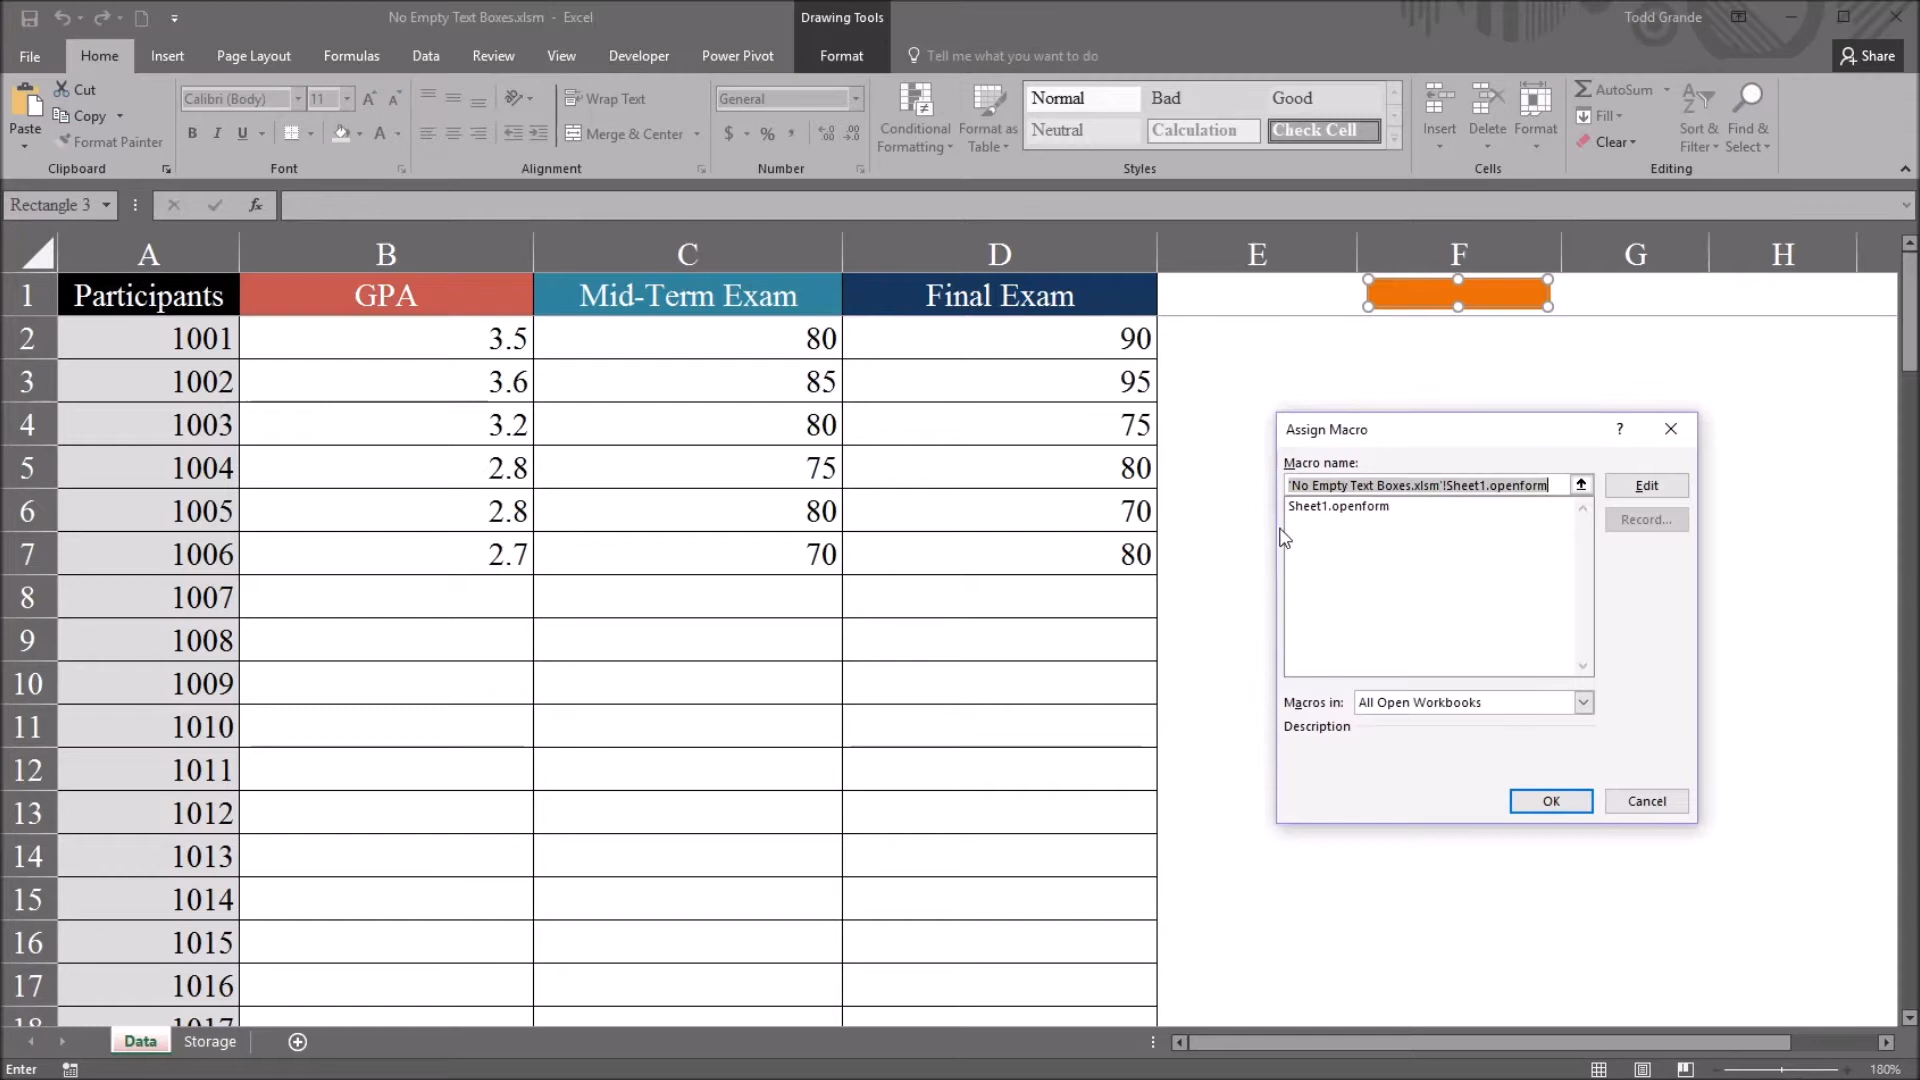 No Empty Text Boxes.xlsm - Excel
Drawing Tools
Todd Grande
File
Home
Insert
Page Layout
Formulas
Data
Review
View
Developer
Power Pivot
Format
Tell me what you want to do
Share
Paste
Cut
Copy
Format Painter
Clipboard
Calibri (Body)
11
B I U
Font
Wrap Text
Merge & Center
Alignment
General
$ % ,
Number
Conditional Formatting
Format as Table
Normal
Bad
Good
Neutral
Calculation
Check Cell
Styles
Insert
Delete
Format
Cells
AutoSum
Fill
Clear
Sort & Filter
Find & Select
Editing
Rectangle 3
fx
A B C D E F G H
1 Participants GPA Mid-Term Exam Final Exam
2 1001 3.5 80 90
3 1002 3.6 85 95
4 1003 3.2 80 75
5 1004 2.8 75 80
6 1005 2.8 80 70
7 1006 2.7 70 80
8 1007
9 1008
10 1009
11 1010
12 1011
13 1012
14 1013
15 1014
16 1015
17 1016
18 1017
Assign Macro
?
Macro name:
'No Empty Text Boxes.xlsm'!Sheet1.openform
Sheet1.openform
Edit
Record...
Macros in:
All Open Workbooks
Description
OK
Cancel
Data
Storage
Enter
180%